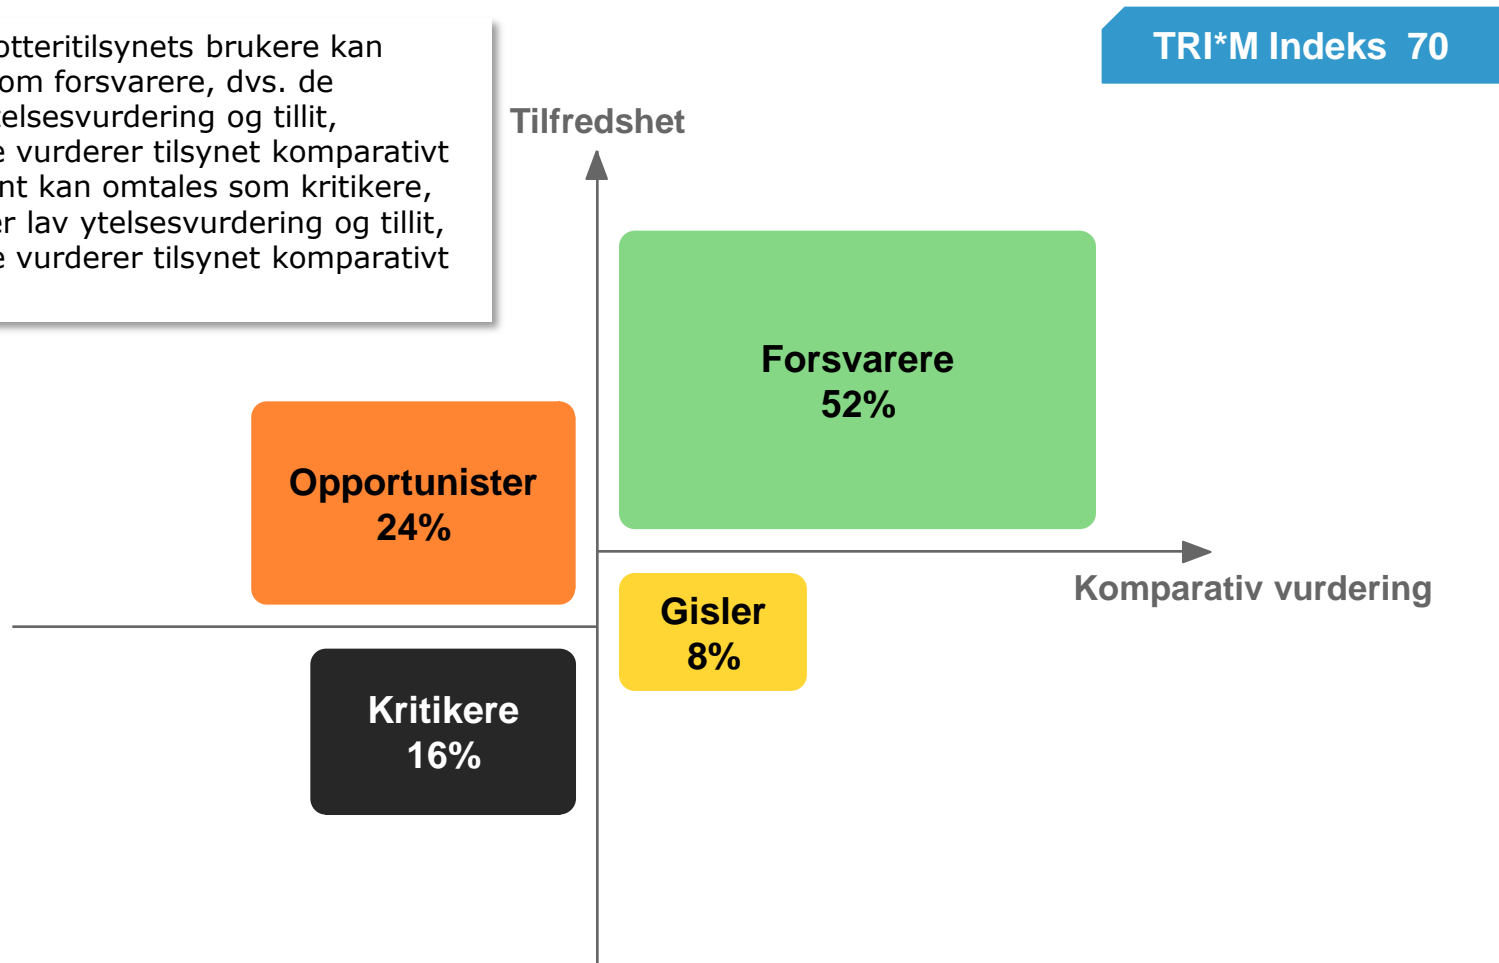 otteritilsynets brukere kan
om forsvarere, dvs. de
telsesvurdering og tillit,
e vurderer tilsynet komparativt
nt kan omtales som kritikere,
er lav ytelsesvurdering og tillit,
e vurderer tilsynet komparativt
TRI*M Indeks 70
Tilfredshet
Forsvarere
52%
Opportunister
24%
Komparativ vurdering
Gisler
8%
Kritikere
16%